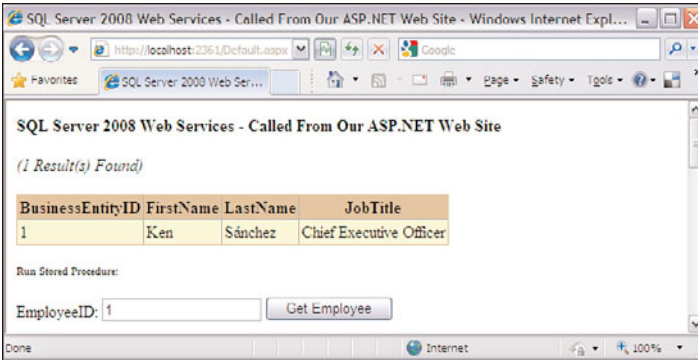 SQL Server 2008 Web Services - Called From Our ASP.NET Web Site - Windows Internet Expl...
http://localhost:2361/Default.aspx
Google
Favorites
SQL Server 2008 Web Ser...
Page
Safety
Tools
SQL Server 2008 Web Services - Called From Our ASP.NET Web Site
(1 Result(s) Found)
BusinessEntityID FirstName LastName JobTitle
1 Ken Sánchez Chief Executive Officer
Run Stored Procedure:
EmployeeID: 1 Get Employee
Done Internet 100%